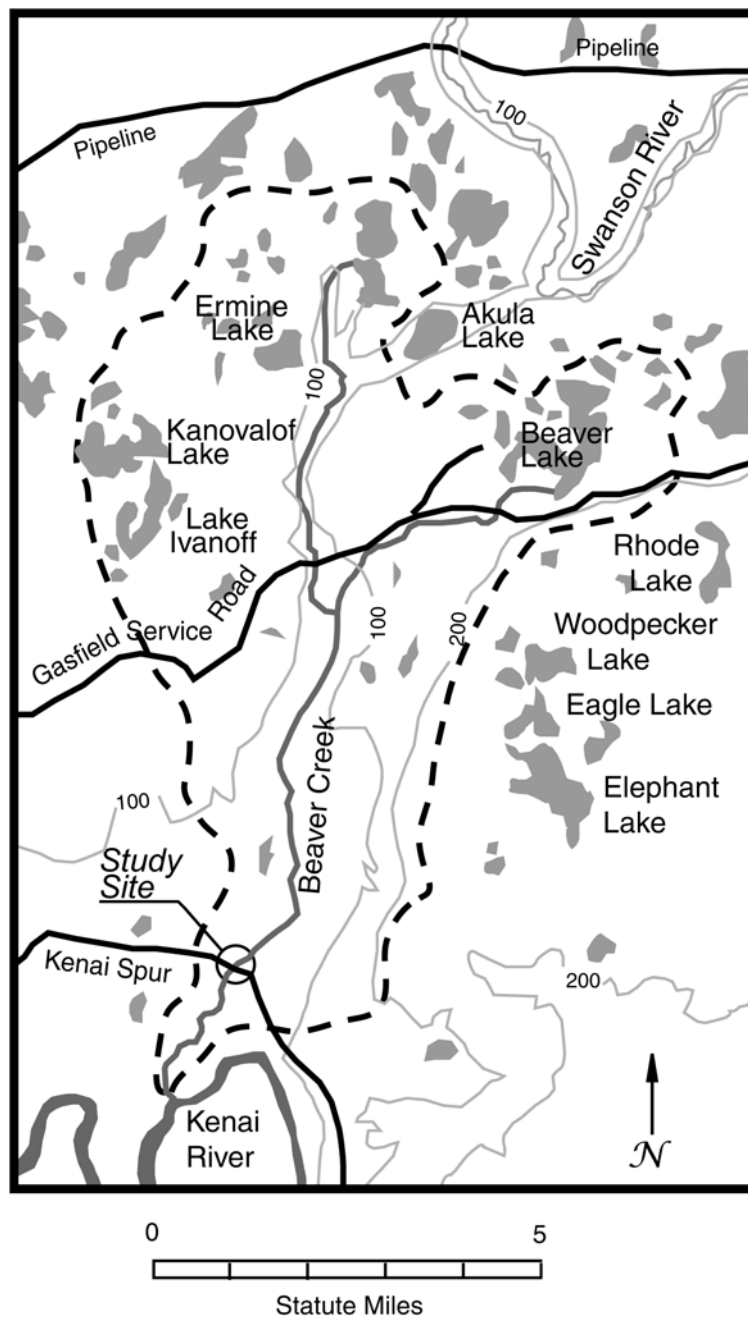 Pipeline
100
Pipeline
Swanson River
Ermine
Lake
Akula
Lake
100
Kanovalof
Lake
Beaver
Lake
Lake
Ivanoff
Rhode
Lake
Gasfield Service Road
100
200
Woodpecker
Lake
Eagle Lake
Elephant
Lake
100
Beaver Creek
Study
Site
Kenai Spur
200
Kenai
River
N
0 5
Statute Miles